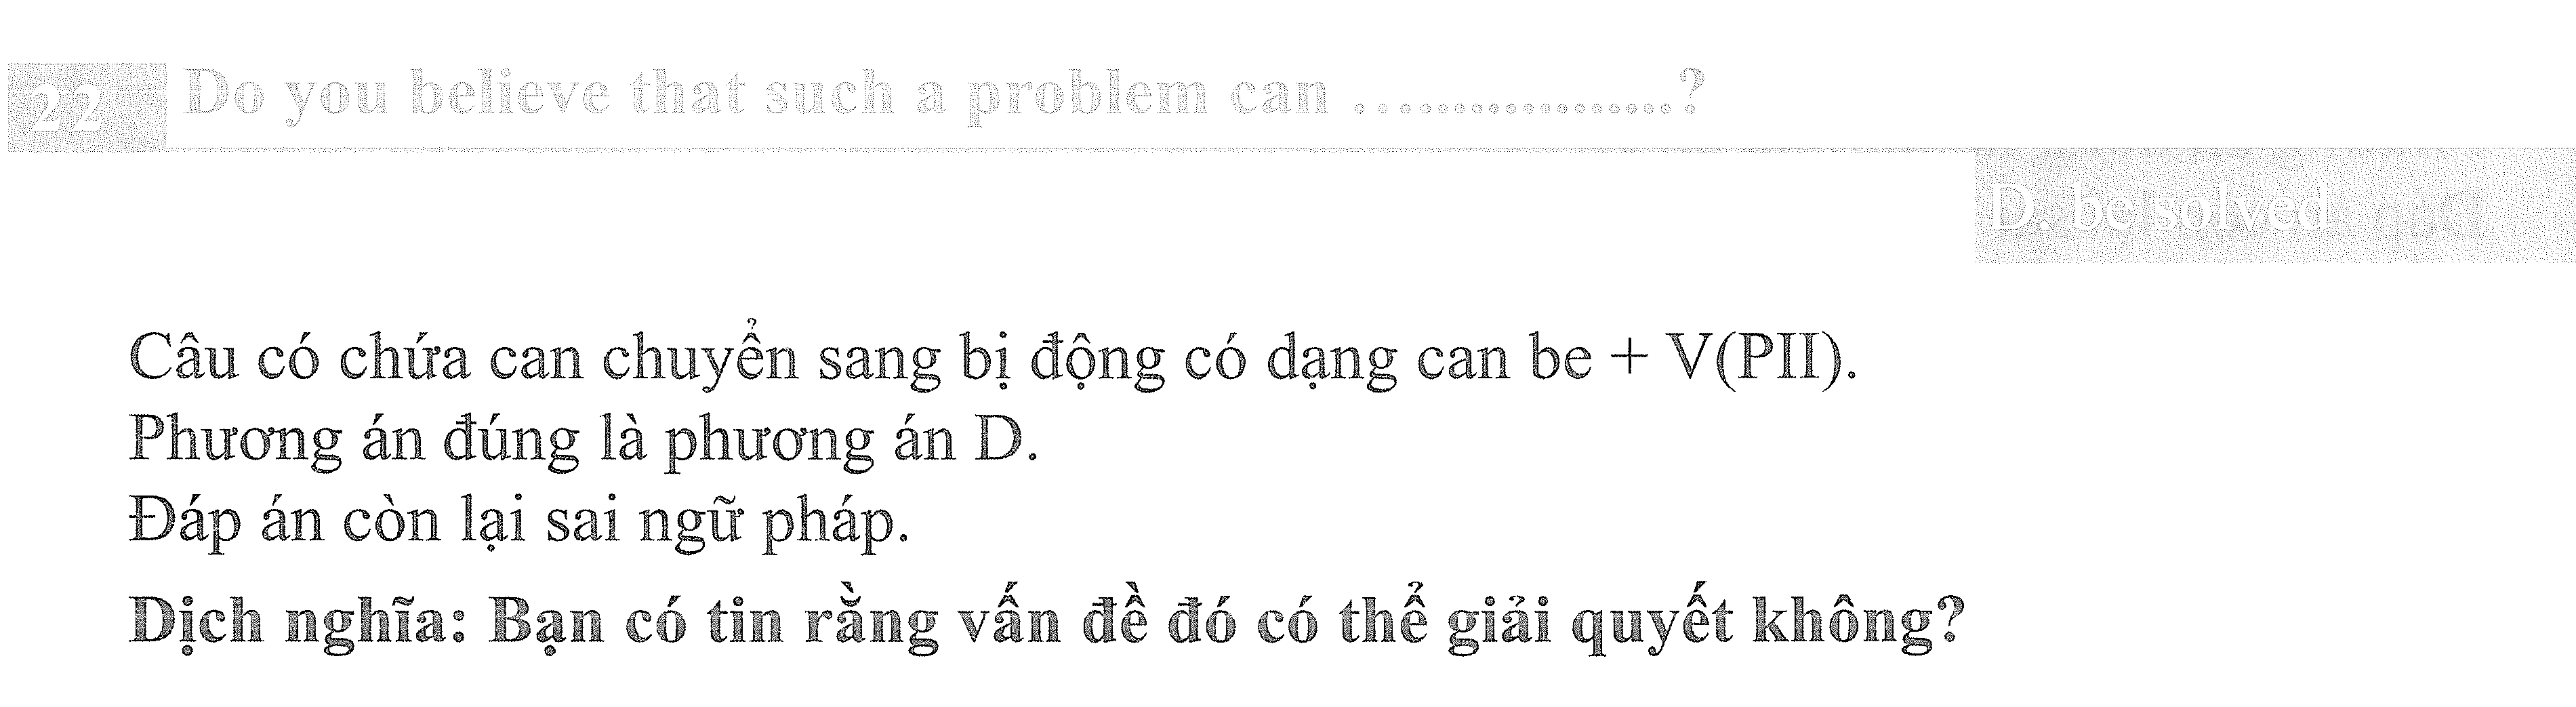 22 Do you believe that such a problem can ..................?
D. be solved
Câu có chứa can chuyển sang bị động có dạng can be + V(PII).
Phương án đúng là phương án D.
Đáp án còn lại sai ngữ pháp.
Dịch nghĩa: Bạn có tin rằng vấn đề đó có thể giải quyết không?